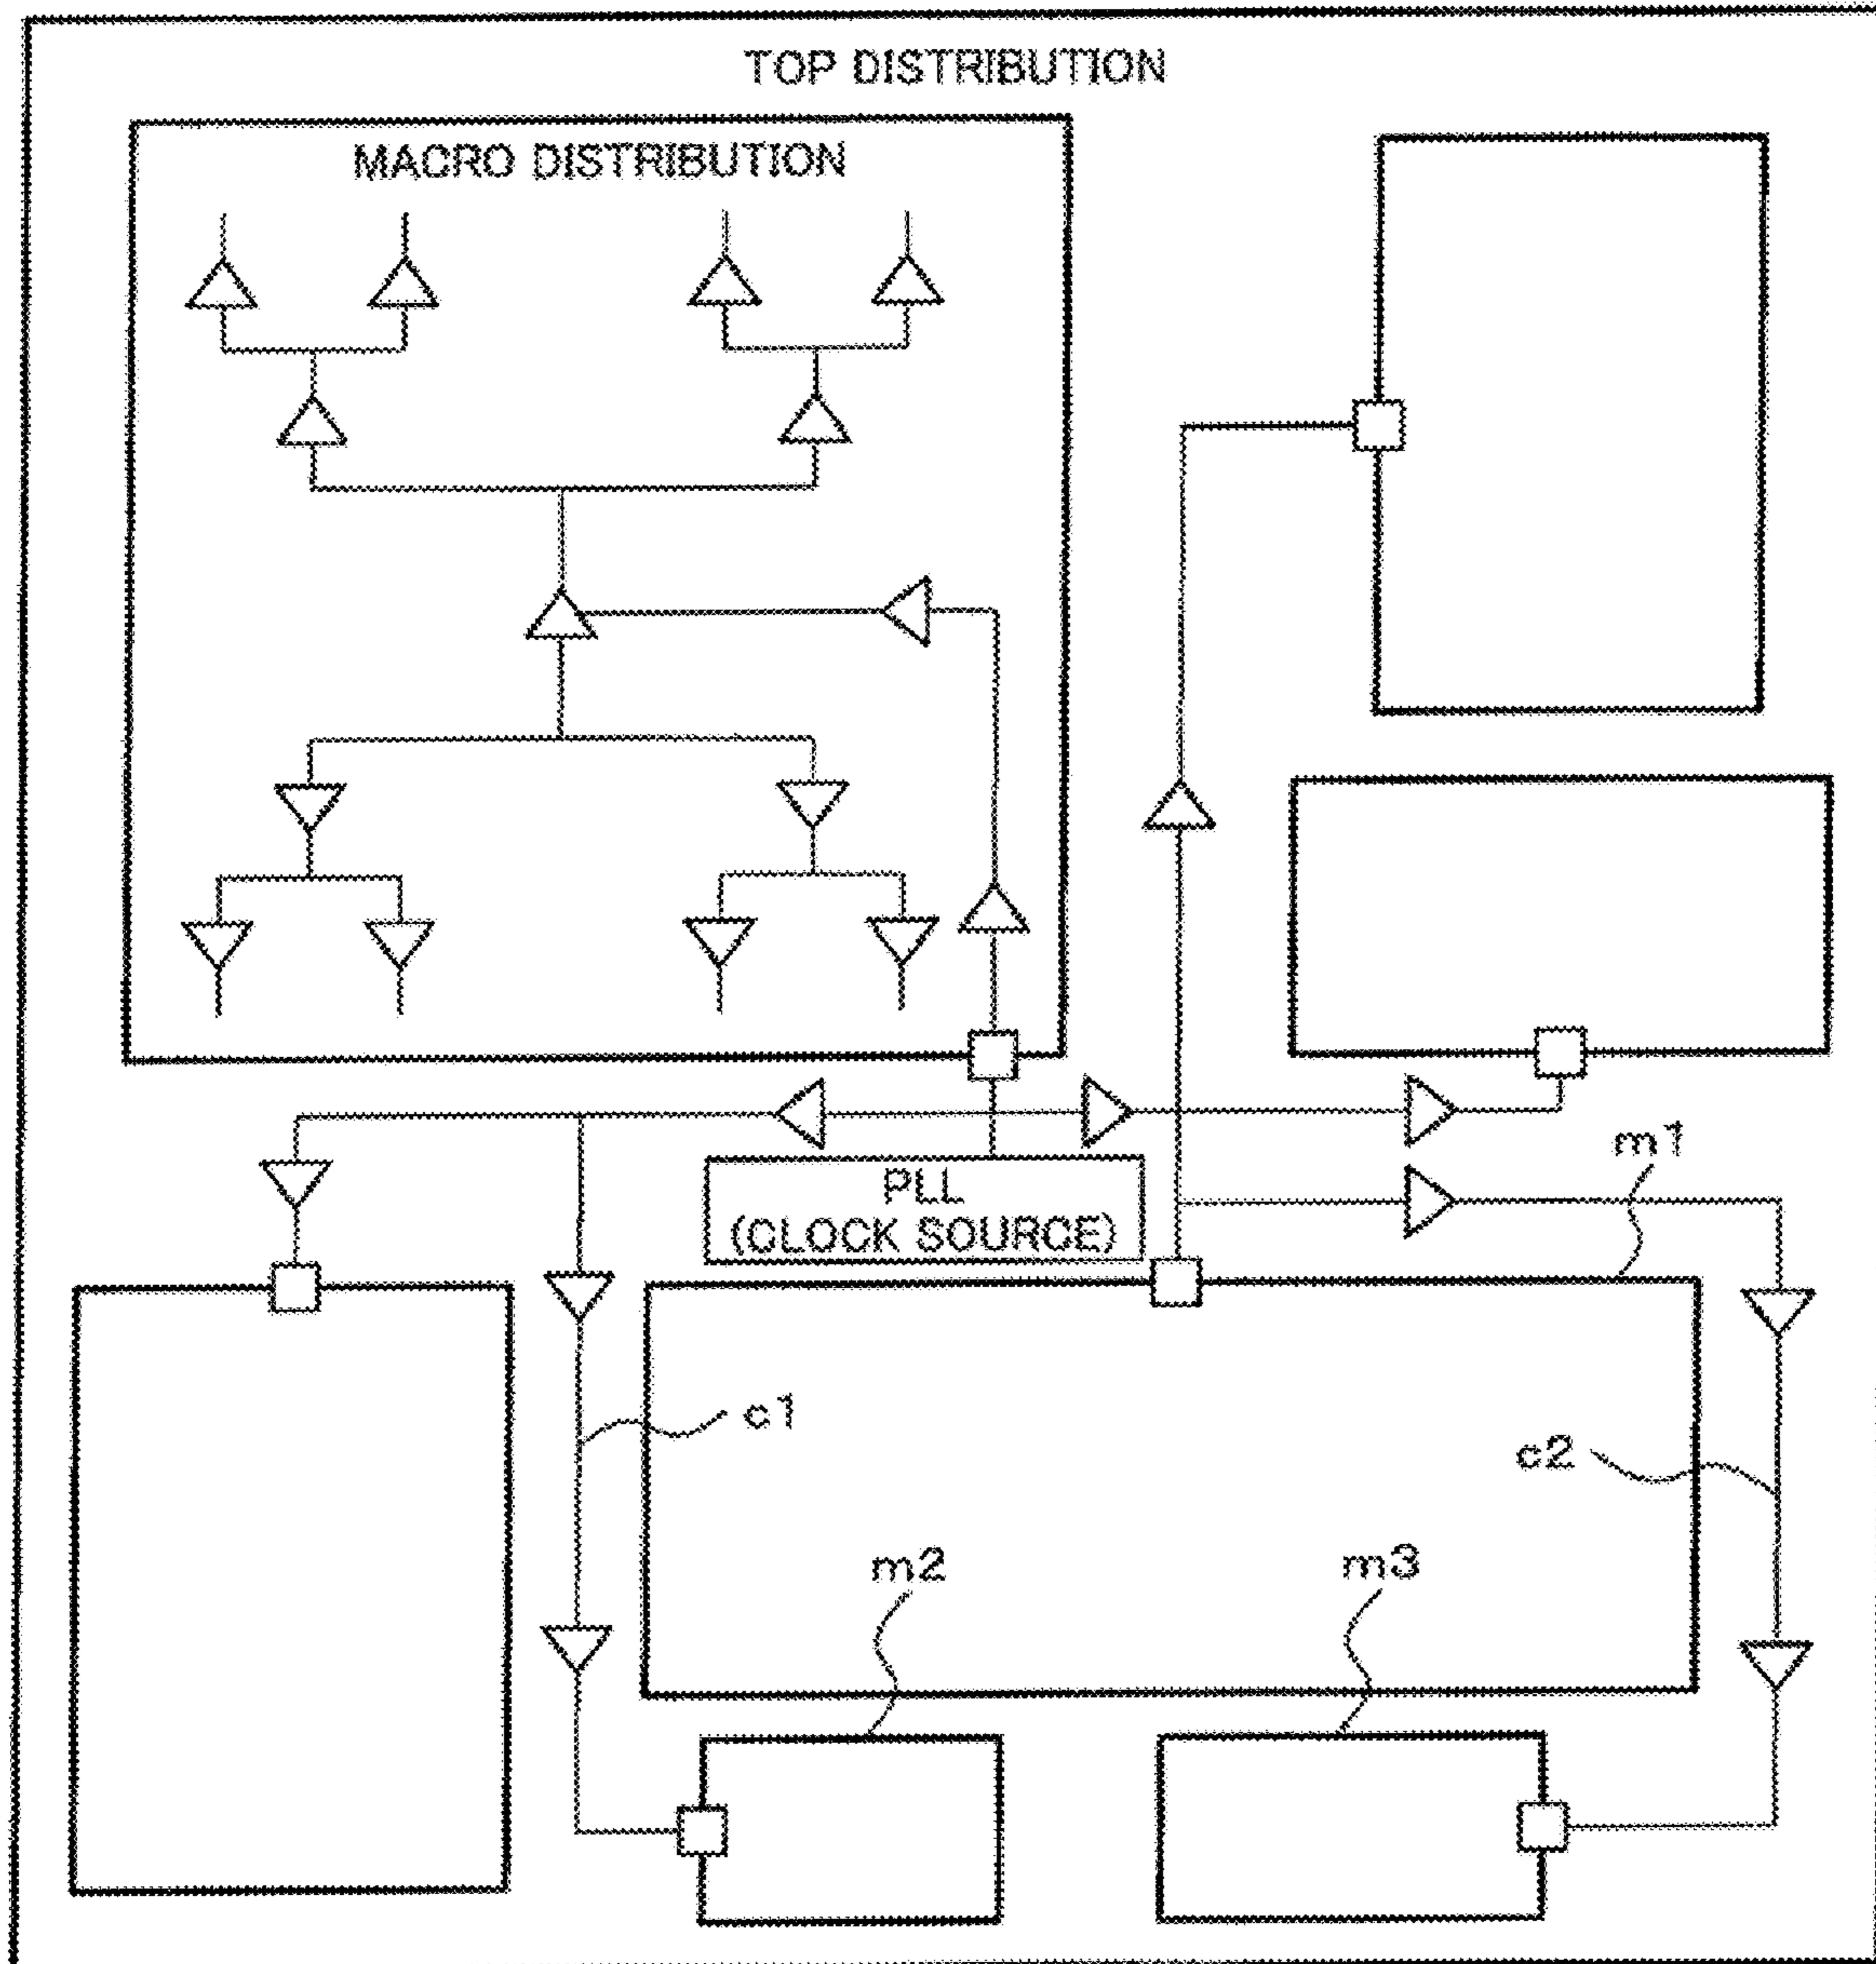 TOP DISTRIBUTION
MACRO DISTRIBUTION
m1
PLL
(CLOCK SOURCE)
c1
c2
m2
m3